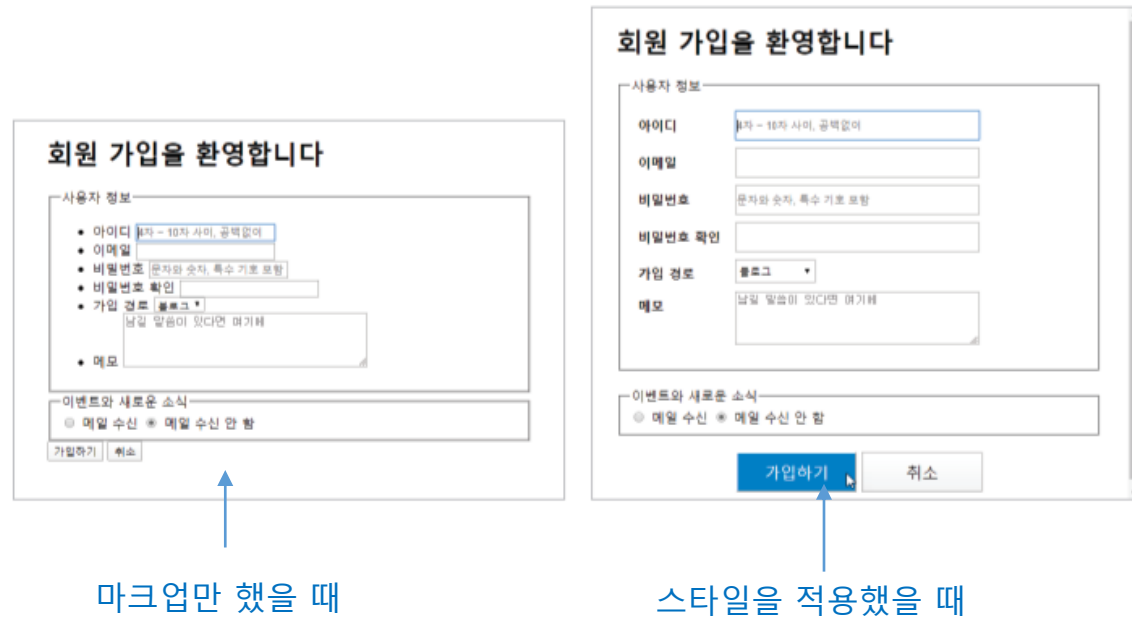 회원 가입을 환영합니다
사용자 정보
아이디 4자 - 10자 사이, 공백없이
이메일
비밀번호 문자와 숫자, 특수 기호 포함
비밀번호 확인
가입 경로 블로그
남길 말씀이 있다면 여기에
메모
이벤트와 새로운 소식
메일 수신 메일 수신 안 함
가입하기 취소
마크업만 했을 때
회원 가입을 환영합니다
사용자 정보
아이디 4자 - 10자 사이, 공백없이
이메일
비밀번호 문자와 숫자, 특수 기호 포함
비밀번호 확인
가입 경로 블로그
메모 남길 말씀이 있다면 여기에
이벤트와 새로운 소식
메일 수신 메일 수신 안 함
가입하기 취소
스타일을 적용했을 때